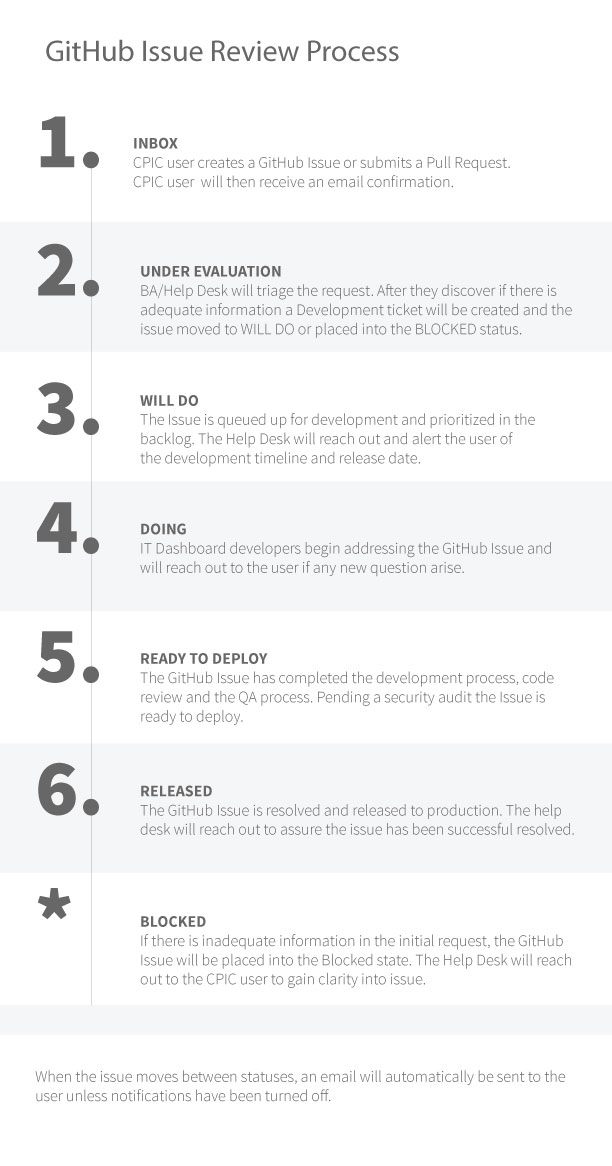 GitHub Issue Review Process
1.
INBOX
CPIC user creates a GitHub Issue or submits a Pull Request.
CPIC user will then receive an email confirmation.
2.
UNDER EVALUATION
BA/Help Desk will triage the request. After they discover if there is
adequate information a Development ticket will be created and the
issue moved to WILL DO or placed into the BLOCKED status.
3.
WILL DO
The Issue is queued up for development and prioritized in the
backlog. The Help Desk will reach out and alert the user of
the development timeline and release date.
4.
DOING
IT Dashboard developers begin addressing the GitHub Issue and
will reach out to the user if any new question arise.
5.
READY TO DEPLOY
The GitHub Issue has completed the development process, code
review and the QA process. Pending a security audit the Issue is
ready to deploy.
6.
RELEASED
The GitHub Issue is resolved and released to production. The help
desk will reach out to assure the issue has been successful resolved.
*
BLOCKED
If there is inadequate information in the initial request, the GitHub
Issue will be placed into the Blocked state. The Help Desk will reach
out to the CPIC user to gain clarity into issue.
When the issue moves between statuses, an email will automatically be sent to the
user unless notifications have been turned off.